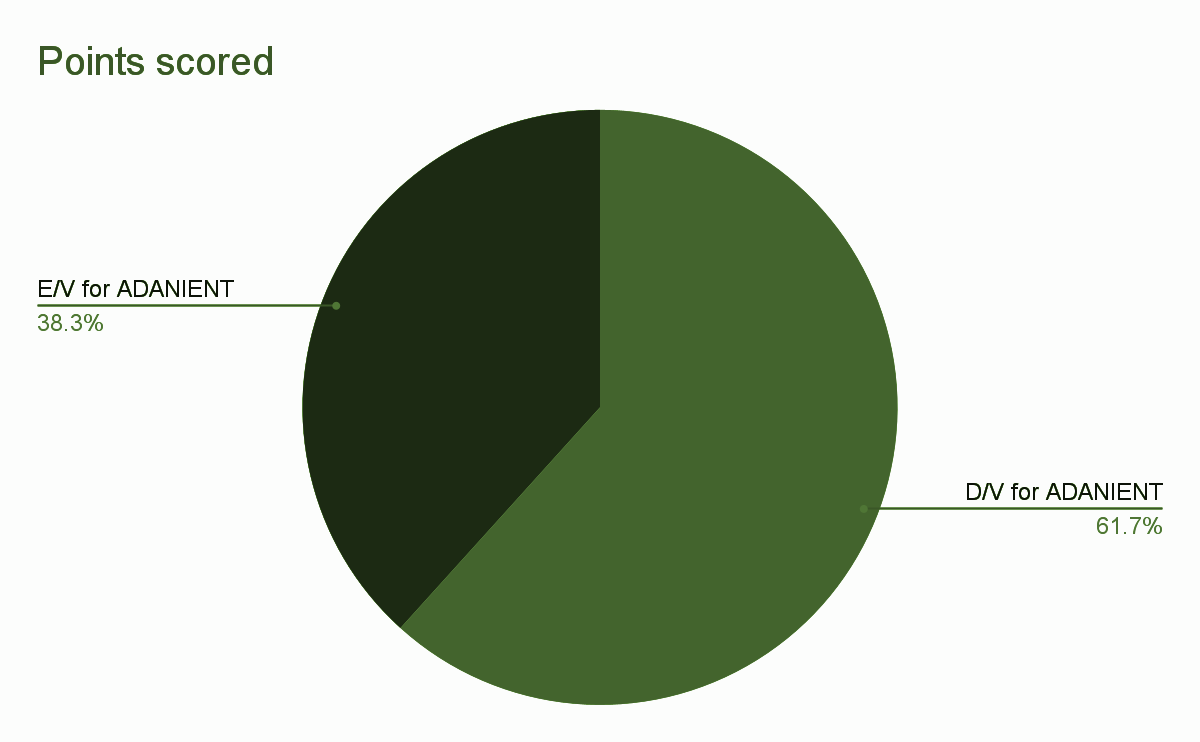 Points scored
E/V for ADANIENT
38.3%
D/V for ADANIENT
61.7%